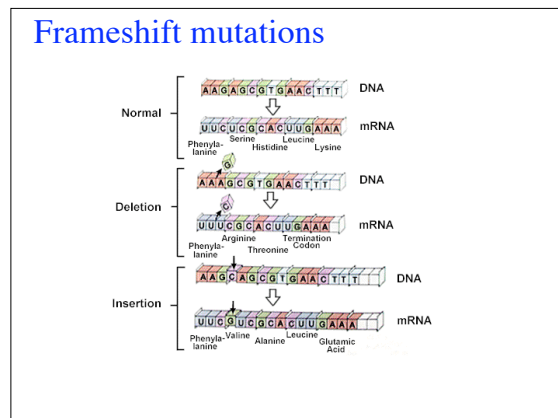 Frameshift mutations
Normal
AAGAGCGTGAACTTT DNA
UUCUCGCACUUGAAA mRNA
Phenyla-
lanine
Serine
Histidine
Leucine
Lysine
Deletion
G
AAAGCGTGAACTTT DNA
UUUCGCACUUGAAA mRNA
Phenyla-
lanine
Arginine
Threonine
Termination
Codon
Insertion
AAGCAGCGTGAACTTT DNA
UUCGUCGCACUUGAAA mRNA
Phenyla-
lanine
Valine
Alanine
Leucine
Glutamic
Acid